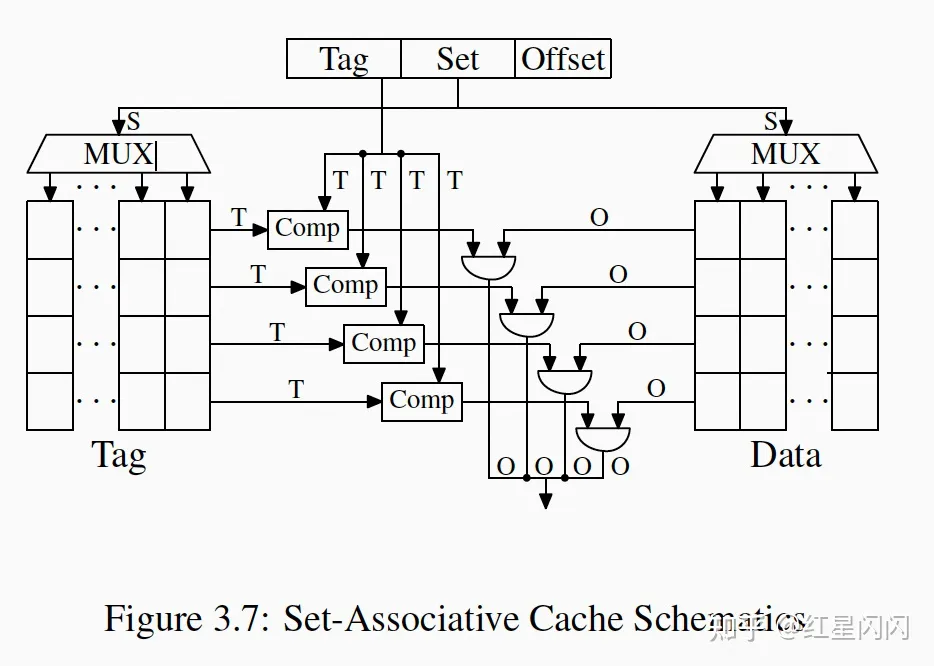 Tag Set Offset
S S
MUX MUX
T T T T
· · · · · ·
T Comp O
· · · · · ·
T Comp O
· · · · · ·
T Comp O
· · · · · ·
T Comp O
· · · · · ·
Tag Data
O O O O
Figure 3.7: Set-Associative Cache Schematics
知乎 @红星闪闪